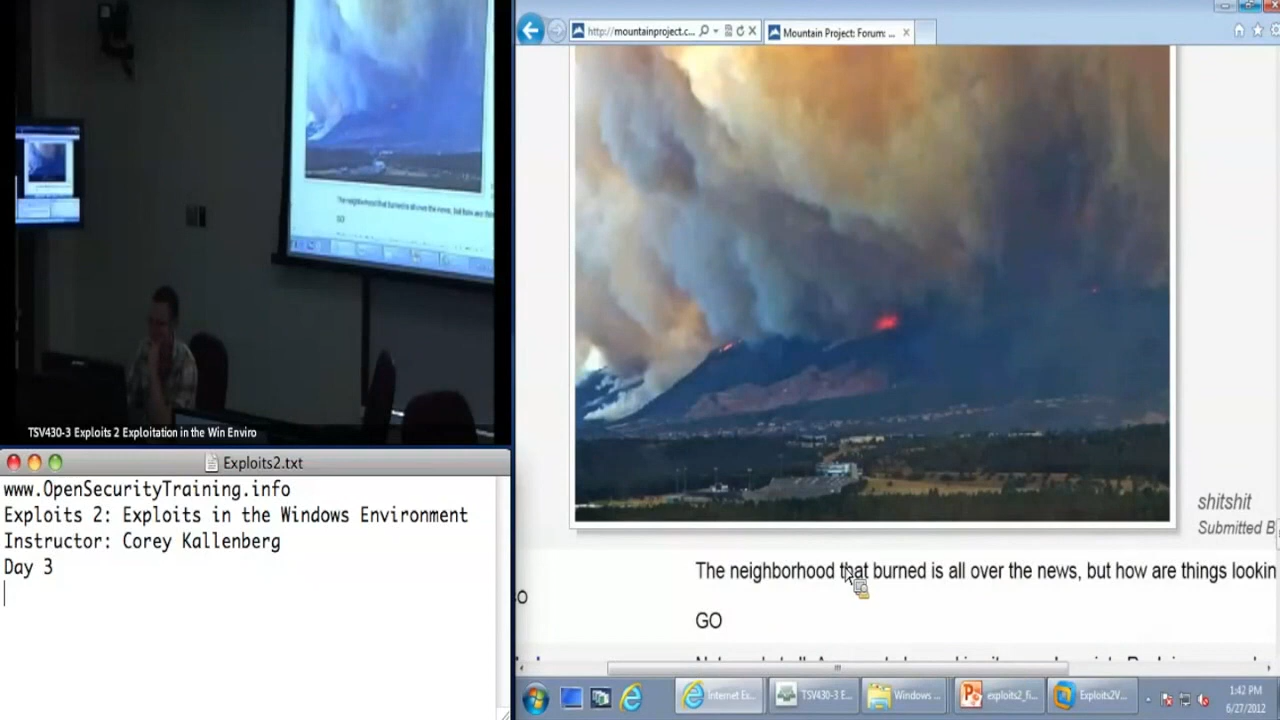 TSV430-3 Exploits 2 Exploitation in the Win Enviro
Exploits2.txt
www.OpenSecurityTraining.info
Exploits 2: Exploits in the Windows Environment
Instructor: Corey Kallenberg
Day 3
http://mountainproject.c...
Mountain Project: Forum: ...
shitshit
Submitted B
The neighborhood that burned is all over the news, but how are things lookin
GO
Internet Ex...
TSV430-3 E...
Windows ...
exploits2_fi...
Exploits2V...
1:42 PM
6/27/2012